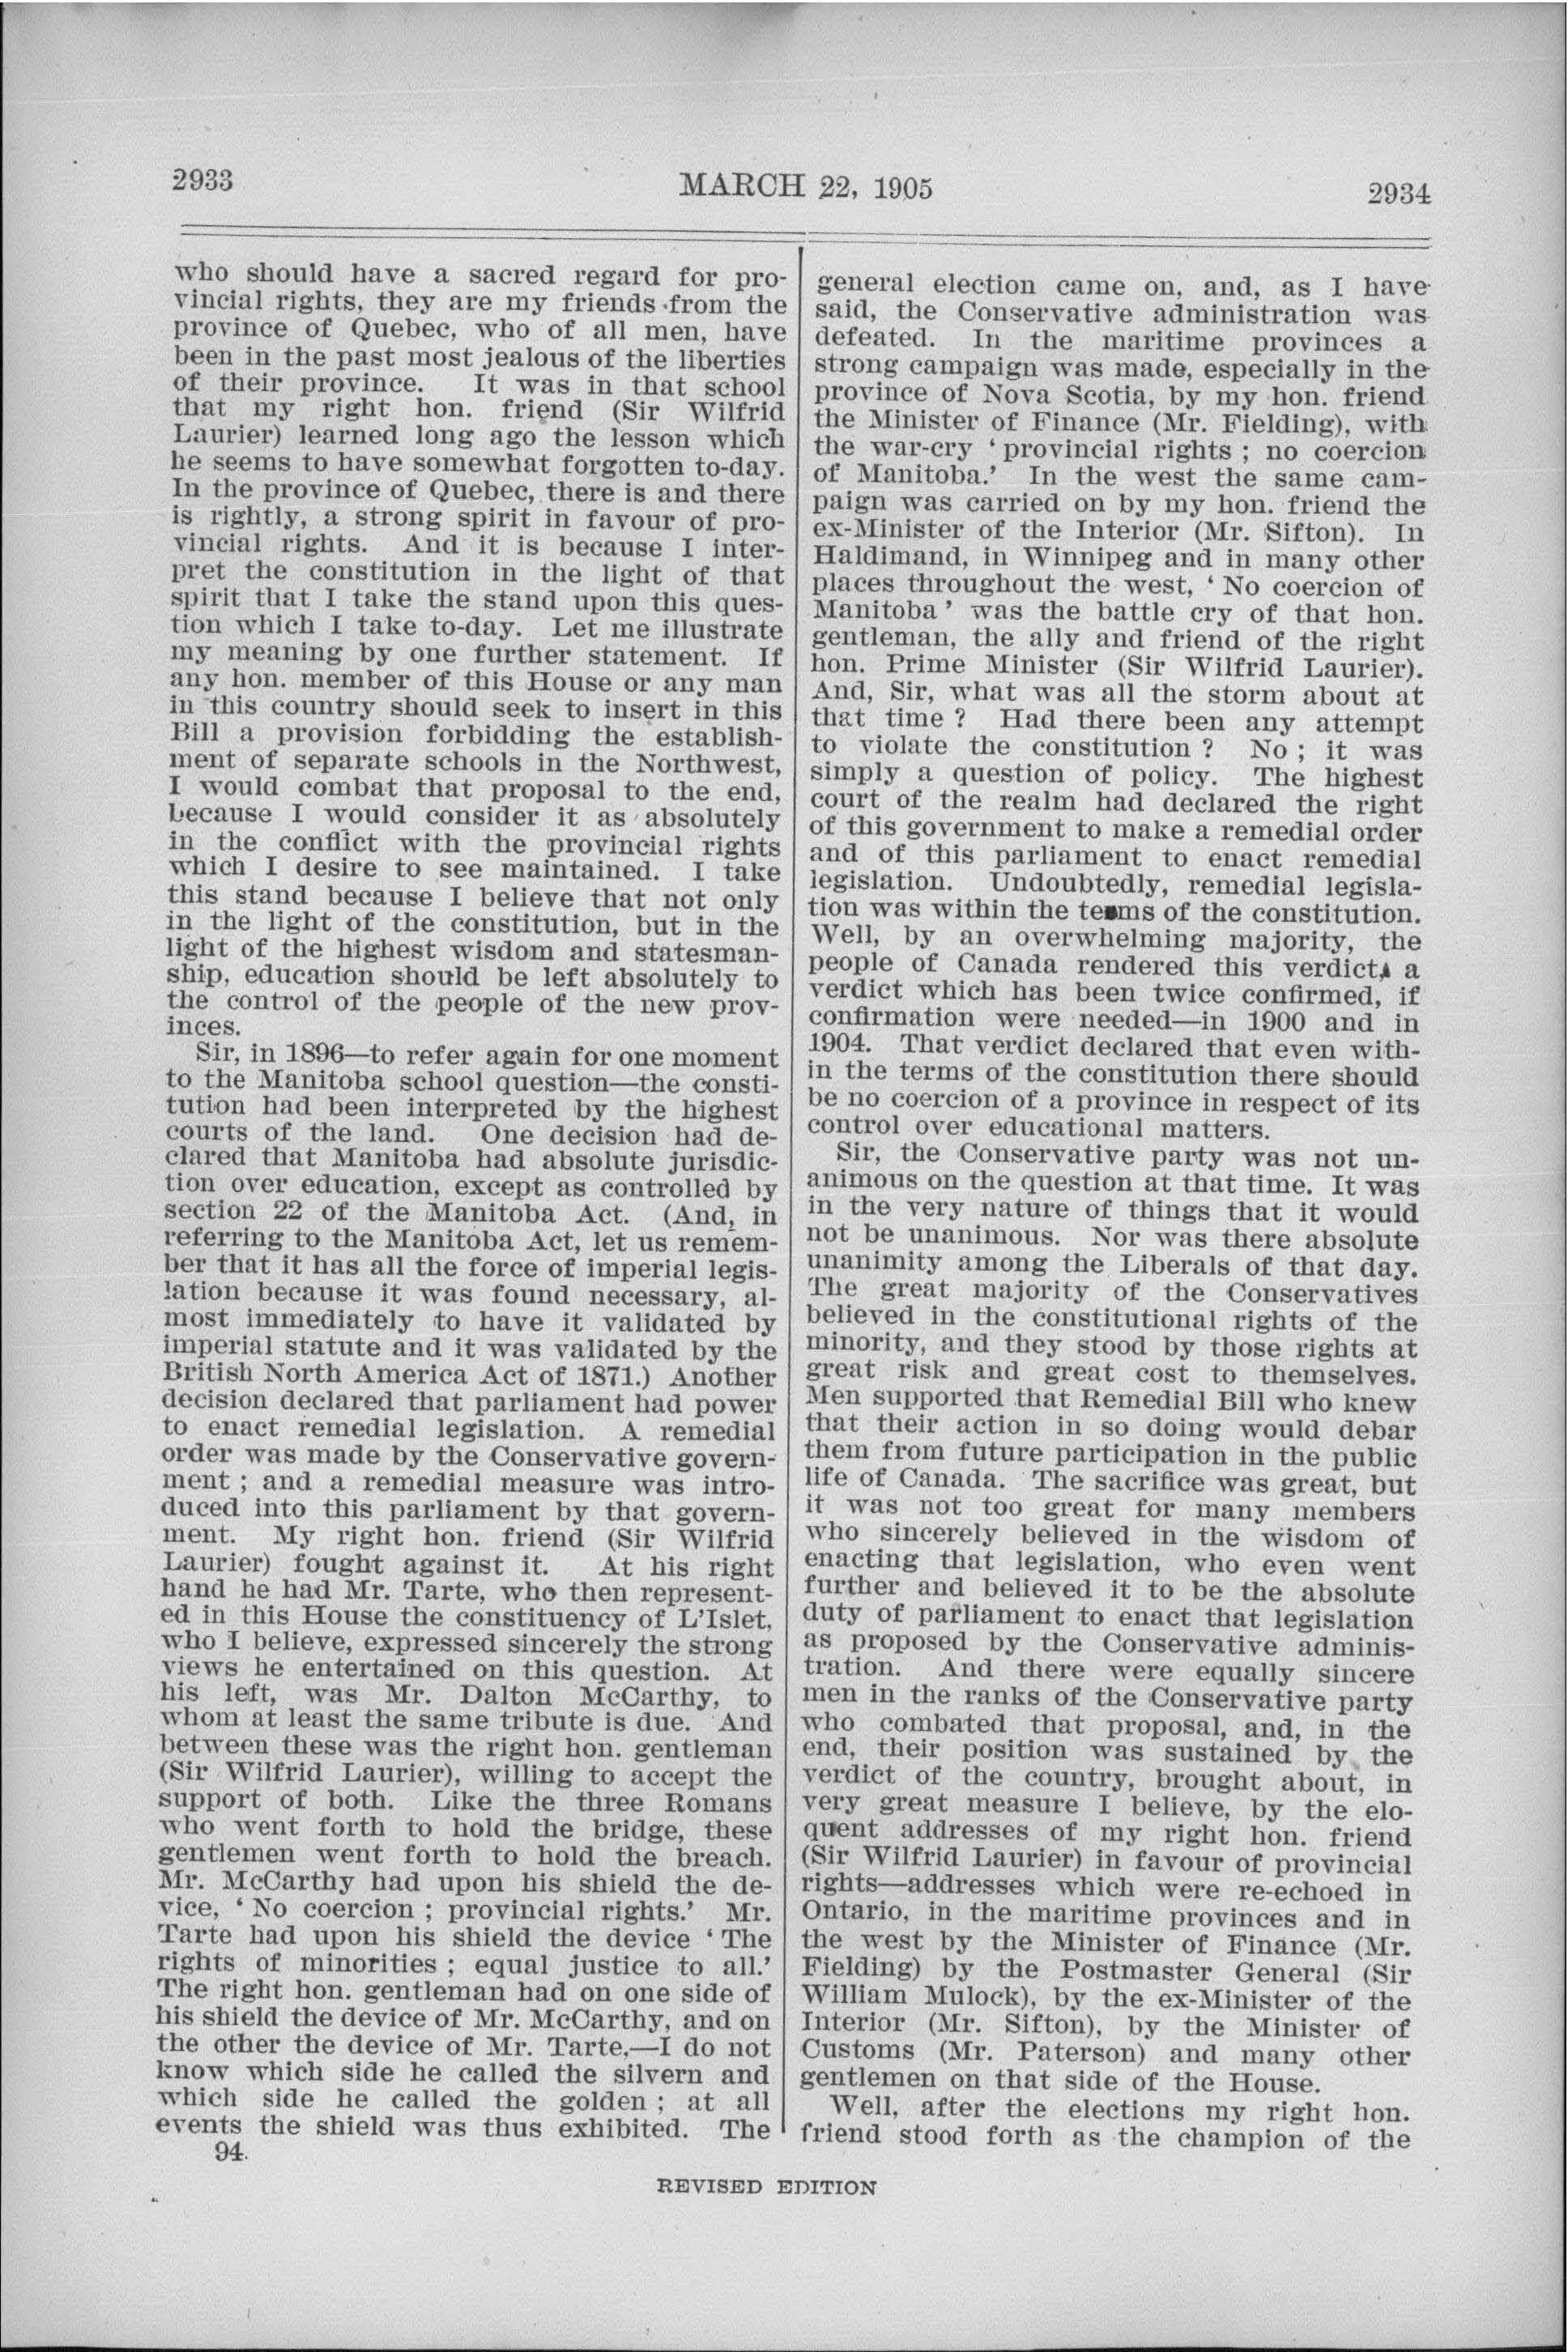 2933
MARCH 22, 1905
2934
who should have a sacred regard for pro-
vincial rights, they are my friends from the
province of Quebec, who of all men, have
been in the past most jealous of the liberties
of their province. It was in that school
that my right hon. friend (Sir Wilfrid
Laurier) learned long ago the lesson which
he seems to have somewhat forgotten to-day.
In the province of Quebec, there is and there
is rightly, a strong spirit in favour of pro-
vincial rights. And it is because I inter-
pret the constitution in the light of that
spirit that I take the stand upon this ques-
tion which I take to-day. Let me illustrate
my meaning by one further statement. If
any hon. member of this House or any man
in this country should seek to insert in this
Bill a provision forbidding the establish-
ment of separate schools in the Northwest,
I would combat that proposal to the end,
because I would consider it as absolutely
in the conflict with the provincial rights
which I desire to see maintained. I take
this stand because I believe that not only
in the light of the constitution, but in the
light of the highest wisdom and statesman-
ship, education should be left absolutely to
the control of the people of the new prov-
inces.
Sir, in 1896—to refer again for one moment
to the Manitoba school question—the consti-
tution had been interpreted by the highest
courts of the land. One decision had de-
clared that Manitoba had absolute jurisdic-
tion over education, except as controlled by
section 22 of the Manitoba Act. (And, in
referring to the Manitoba Act, let us remem-
ber that it has all the force of imperial legis-
lation because it was found necessary, al-
most immediately to have it validated by
imperial statute and it was validated by the
British North America Act of 1871.) Another
decision declared that parliament had power
to enact remedial legislation. A remedial
order was made by the Conservative govern-
ment ; and a remedial measure was intro-
duced into this parliament by that govern-
ment. My right hon. friend (Sir Wilfrid
Laurier) fought against it. At his right
hand he had Mr. Tarte, who then represent-
ed in this House the constituency of L'Islet,
who I believe, expressed sincerely the strong
views he entertained on this question. At
his left, was Mr. Dalton McCarthy, to
whom at least the same tribute is due. And
between these was the right hon. gentleman
(Sir Wilfrid Laurier), willing to accept the
support of both. Like the three Romans
who went forth to hold the bridge, these
gentlemen went forth to hold the breach.
Mr. McCarthy had upon his shield the de-
vice, ‘ No coercion ; provincial rights.’ Mr.
Tarte had upon his shield the device ‘ The
rights of minorities ; equal justice to all.’
The right hon. gentleman had on one side of
his shield the device of Mr. McCarthy, and on
the other the device of Mr. Tarte,—I do not
know which side he called the silvern and
which side he called the golden ; at all
events the shield was thus exhibited. The
94
general election came on, and, as I have
said, the Conservative administration was
defeated. In the maritime provinces a
strong campaign was made, especially in the
province of Nova Scotia, by my hon. friend
the Minister of Finance (Mr. Fielding), with
the war-cry ‘ provincial rights ; no coercion
of Manitoba.’ In the west the same cam-
paign was carried on by my hon. friend the
ex-Minister of the Interior (Mr. Sifton). In
Haldimand, in Winnipeg and in many other
places throughout the west, ‘ No coercion of
Manitoba ’ was the battle cry of that hon.
gentleman, the ally and friend of the right
hon. Prime Minister (Sir Wilfrid Laurier).
And, Sir, what was all the storm about at
that time ? Had there been any attempt
to violate the constitution ? No ; it was
simply a question of policy. The highest
court of the realm had declared the right
of this government to make a remedial order
and of this parliament to enact remedial
legislation. Undoubtedly, remedial legisla-
tion was within the terms of the constitution.
Well, by an overwhelming majority, the
people of Canada rendered this verdict, a
verdict which has been twice confirmed, if
confirmation were needed—in 1900 and in
1904. That verdict declared that even with-
in the terms of the constitution there should
be no coercion of a province in respect of its
control over educational matters.
Sir, the Conservative party was not un-
animous on the question at that time. It was
in the very nature of things that it would
not be unanimous. Nor was there absolute
unanimity among the Liberals of that day.
The great majority of the Conservatives
believed in the constitutional rights of the
minority, and they stood by those rights at
great risk and great cost to themselves.
Men supported that Remedial Bill who knew
that their action in so doing would debar
them from future participation in the public
life of Canada. The sacrifice was great, but
it was not too great for many members
who sincerely believed in the wisdom of
enacting that legislation, who even went
further and believed it to be the absolute
duty of parliament to enact that legislation
as proposed by the Conservative adminis-
tration. And there were equally sincere
men in the ranks of the Conservative party
who combated that proposal, and, in the
end, their position was sustained by the
verdict of the country, brought about, in
very great measure I believe, by the elo-
quent addresses of my right hon. friend
(Sir Wilfrid Laurier) in favour of provincial
rights—addresses which were re-echoed in
Ontario, in the maritime provinces and in
the west by the Minister of Finance (Mr.
Fielding) by the Postmaster General (Sir
William Mulock), by the ex-Minister of the
Interior (Mr. Sifton), by the Minister of
Customs (Mr. Paterson) and many other
gentlemen on that side of the House.
Well, after the elections my right hon.
friend stood forth as the champion of the
REVISED EDITION